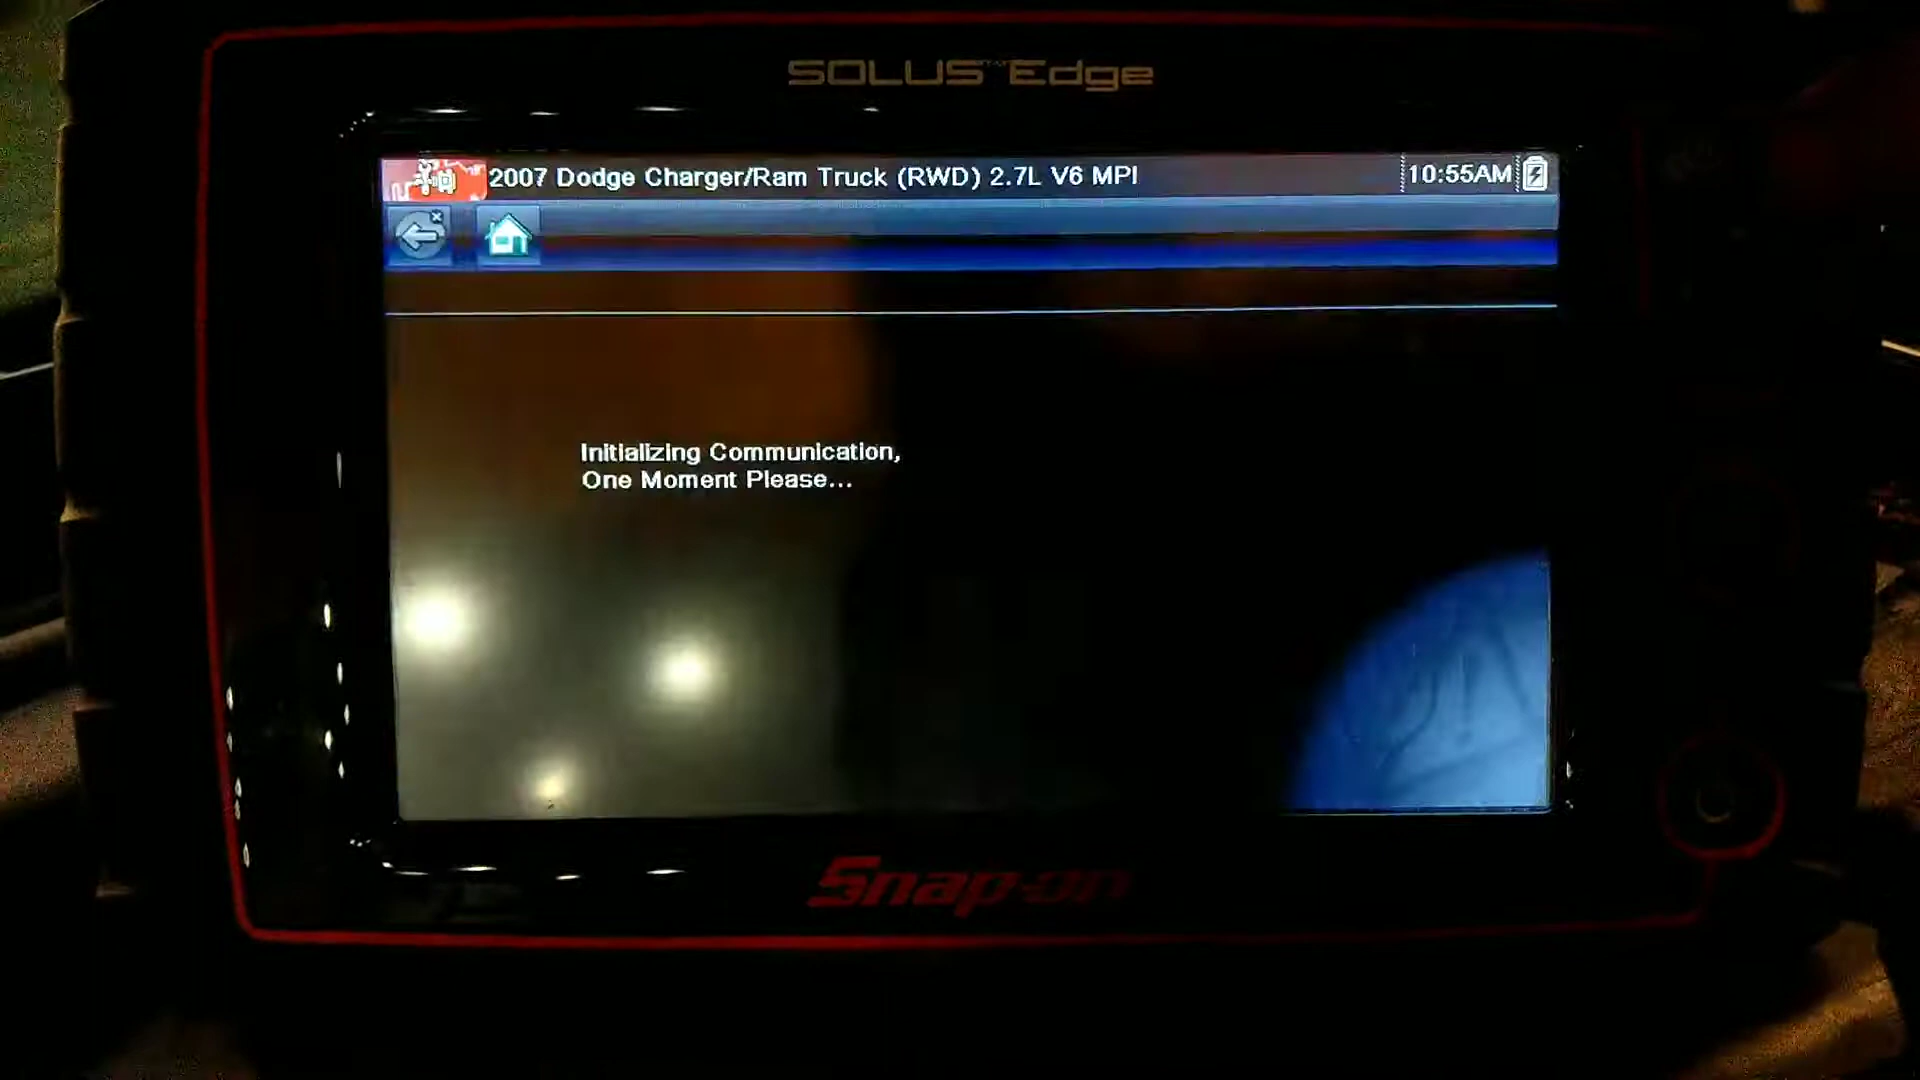 SOLUS Edge
2007 Dodge Charger/Ram Truck (RWD) 2.7L V6 MPI 10:55AM
Initializing Communication,
One Moment Please...
Snap-on